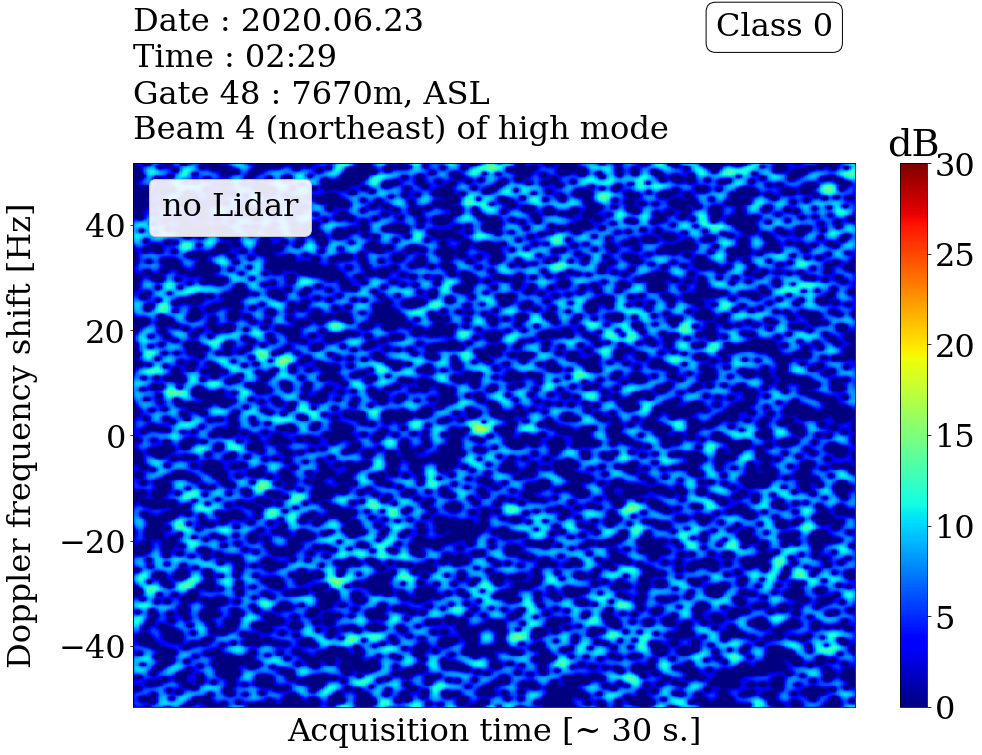 Date : 2020.06.23
Time : 02:29
Gate 48 : 7670m, ASL
Beam 4 (northeast) of high mode
Class 0
dB
no Lidar
Doppler frequency shift [Hz]
40
20
0
−20
−40
Acquisition time [~ 30 s.]
30
25
20
15
10
5
0